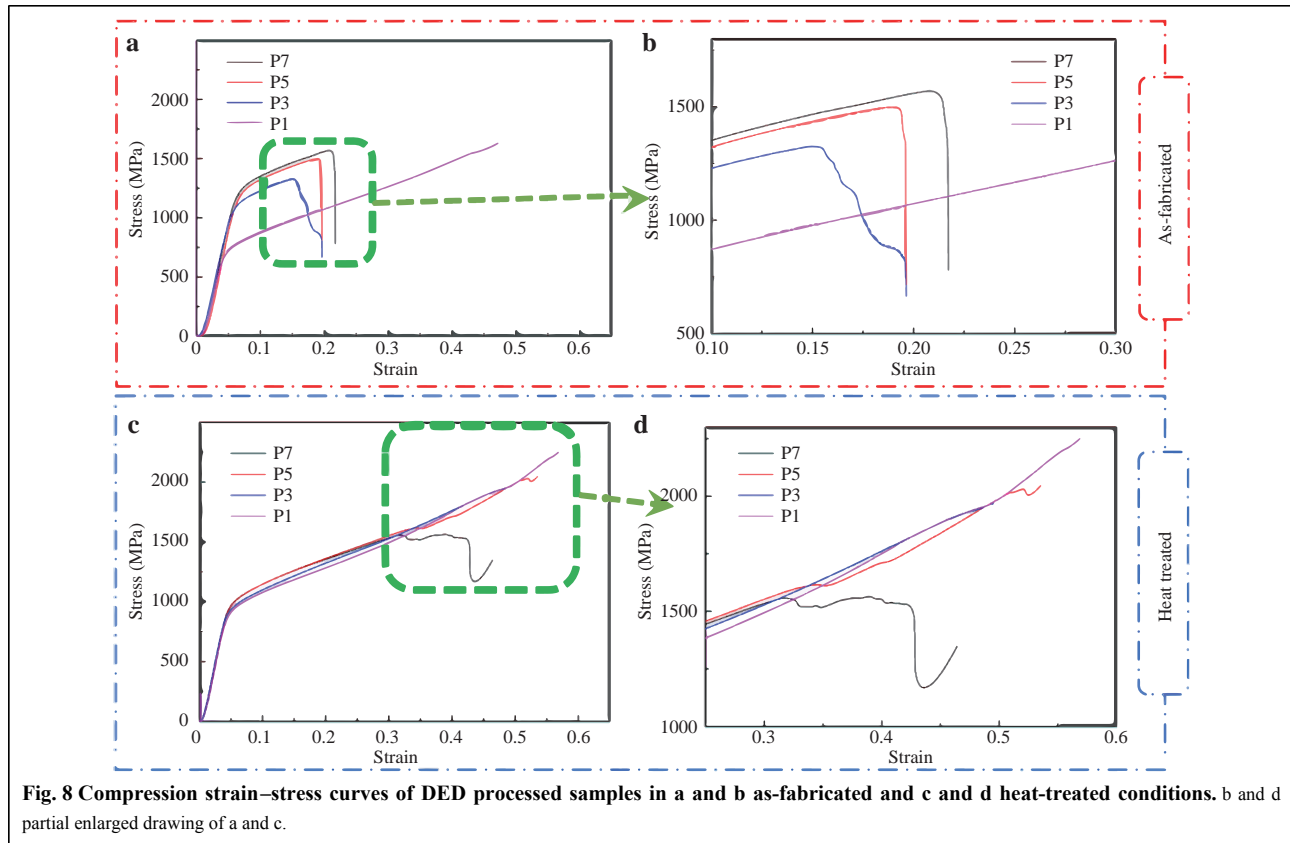 a
P7
P5
P3
P1
2000
1500
1000
500
0
Stress (MPa)
0 0.1 0.2 0.3 0.4 0.5 0.6
Strain
b
P7
P5
P3
P1
1500
1000
500
Stress (MPa)
0.10 0.15 0.20 0.25 0.30
Strain
As-fabricated
c
P7
P5
P3
P1
2000
1500
1000
500
0
Stress (MPa)
0 0.1 0.2 0.3 0.4 0.5 0.6
Strain
d
P7
P5
P3
P1
2000
1500
1000
Stress (MPa)
0.3 0.4 0.5 0.6
Strain
Heat treated
Fig. 8 Compression strain–stress curves of DED processed samples in a and b as-fabricated and c and d heat-treated conditions. b and d
partial enlarged drawing of a and c.